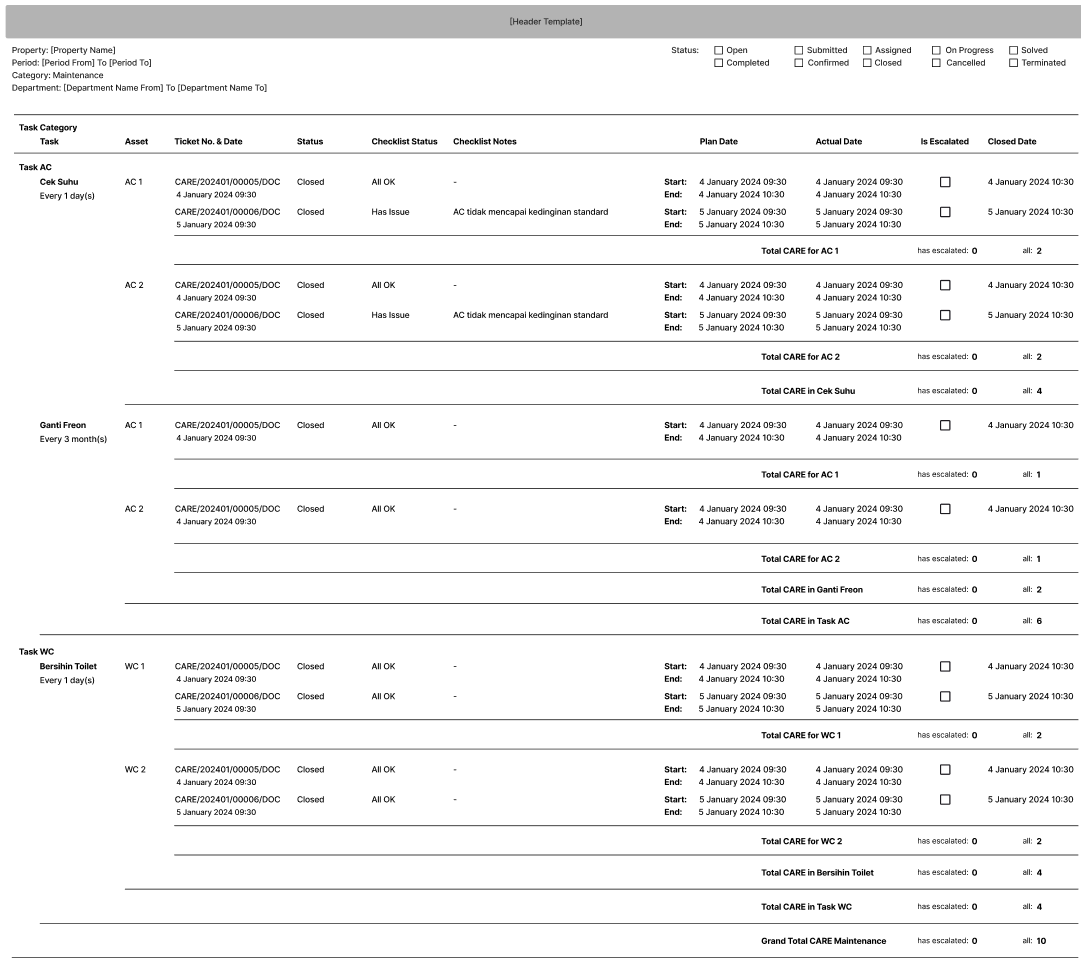 [Header Template]
Property: [Property Name]
Period: [Period From] To [Period To]
Category: Maintenance
Department: [Department Name From] To [Department Name To]
Status: Open Submitted Assigned On Progress Solved
Completed Confirmed Closed Cancelled Terminated
Task Category
Task Asset Ticket No. & Date Status Checklist Status Checklist Notes Plan Date Actual Date Is Escalated Closed Date
Task AC
Cek Suhu AC 1 CARE/202401/00005/DOC Closed All OK - Start: 4 January 2024 09:30 4 January 2024 09:30 4 January 2024 10:30
Every 1 day(s) 4 January 2024 09:30 End: 4 January 2024 10:30 4 January 2024 10:30
CARE/202401/00006/DOC Closed Has Issue AC tidak mencapai kedinginan standard Start: 5 January 2024 09:30 5 January 2024 09:30 5 January 2024 10:30
5 January 2024 09:30 End: 5 January 2024 10:30 5 January 2024 10:30
Total CARE for AC 1 has escalated: 0 all: 2
AC 2 CARE/202401/00005/DOC Closed All OK - Start: 4 January 2024 09:30 4 January 2024 09:30 4 January 2024 10:30
4 January 2024 09:30 End: 4 January 2024 10:30 4 January 2024 10:30
CARE/202401/00006/DOC Closed Has Issue AC tidak mencapai kedinginan standard Start: 5 January 2024 09:30 5 January 2024 09:30 5 January 2024 10:30
5 January 2024 09:30 End: 5 January 2024 10:30 5 January 2024 10:30
Total CARE for AC 2 has escalated: 0 all: 2
Total CARE in Cek Suhu has escalated: 0 all: 4
Ganti Freon AC 1 CARE/202401/00005/DOC Closed All OK - Start: 4 January 2024 09:30 4 January 2024 09:30 4 January 2024 10:30
Every 3 month(s) 4 January 2024 09:30 End: 4 January 2024 10:30 4 January 2024 10:30
Total CARE for AC 1 has escalated: 0 all: 1
AC 2 CARE/202401/00005/DOC Closed All OK - Start: 4 January 2024 09:30 4 January 2024 09:30 4 January 2024 10:30
4 January 2024 09:30 End: 4 January 2024 10:30 4 January 2024 10:30
Total CARE for AC 2 has escalated: 0 all: 1
Total CARE in Ganti Freon has escalated: 0 all: 2
Total CARE in Task AC has escalated: 0 all: 6
Task WC
Bersihin Toilet WC 1 CARE/202401/00005/DOC Closed All OK - Start: 4 January 2024 09:30 4 January 2024 09:30 4 January 2024 10:30
Every 1 day(s) 4 January 2024 09:30 End: 4 January 2024 10:30 4 January 2024 10:30
CARE/202401/00006/DOC Closed All OK - Start: 5 January 2024 09:30 5 January 2024 09:30 5 January 2024 10:30
5 January 2024 09:30 End: 5 January 2024 10:30 5 January 2024 10:30
Total CARE for WC 1 has escalated: 0 all: 2
WC 2 CARE/202401/00005/DOC Closed All OK - Start: 4 January 2024 09:30 4 January 2024 09:30 4 January 2024 10:30
4 January 2024 09:30 End: 4 January 2024 10:30 4 January 2024 10:30
CARE/202401/00006/DOC Closed All OK - Start: 5 January 2024 09:30 5 January 2024 09:30 5 January 2024 10:30
5 January 2024 09:30 End: 5 January 2024 10:30 5 January 2024 10:30
Total CARE for WC 2 has escalated: 0 all: 2
Total CARE in Bersihin Toilet has escalated: 0 all: 4
Total CARE in Task WC has escalated: 0 all: 4
Grand Total CARE Maintenance has escalated: 0 all: 10